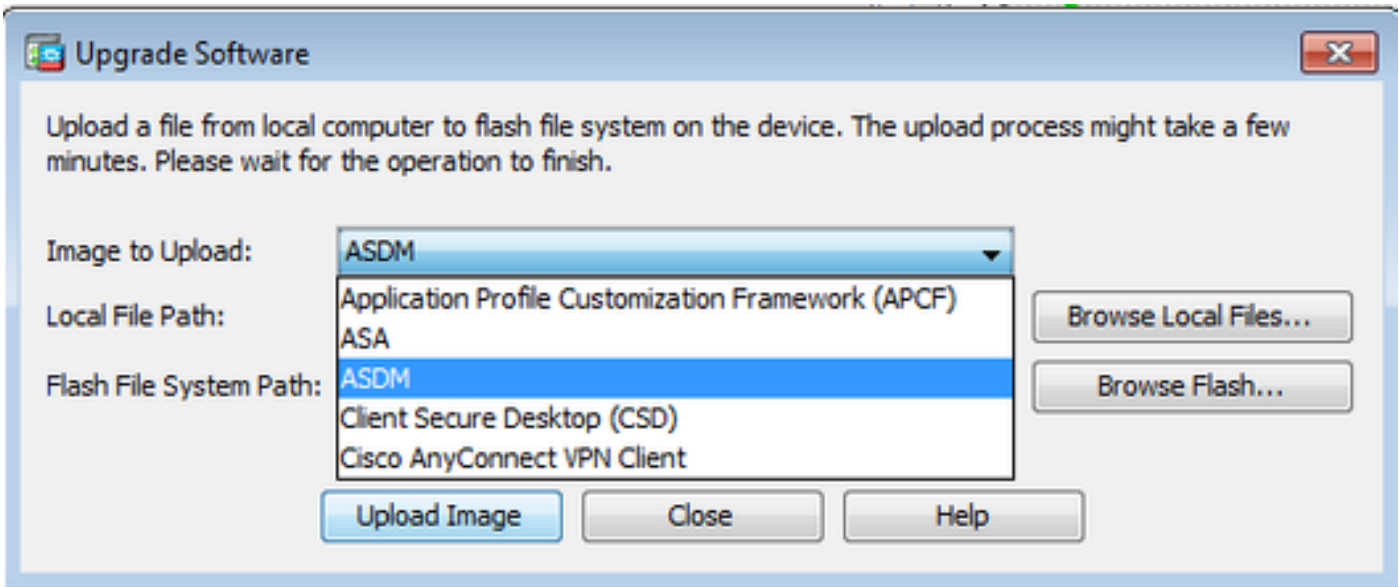 Upgrade Software
Upload a file from local computer to flash file system on the device. The upload process might take a few
minutes. Please wait for the operation to finish.
Image to Upload:
ASDM
Application Profile Customization Framework (APCF)
Local File Path:
Browse Local Files...
ASA
ASDM
Flash File System Path:
Browse Flash...
Client Secure Desktop (CSD)
Cisco AnyConnect VPN Client
Upload Image
Close
Help